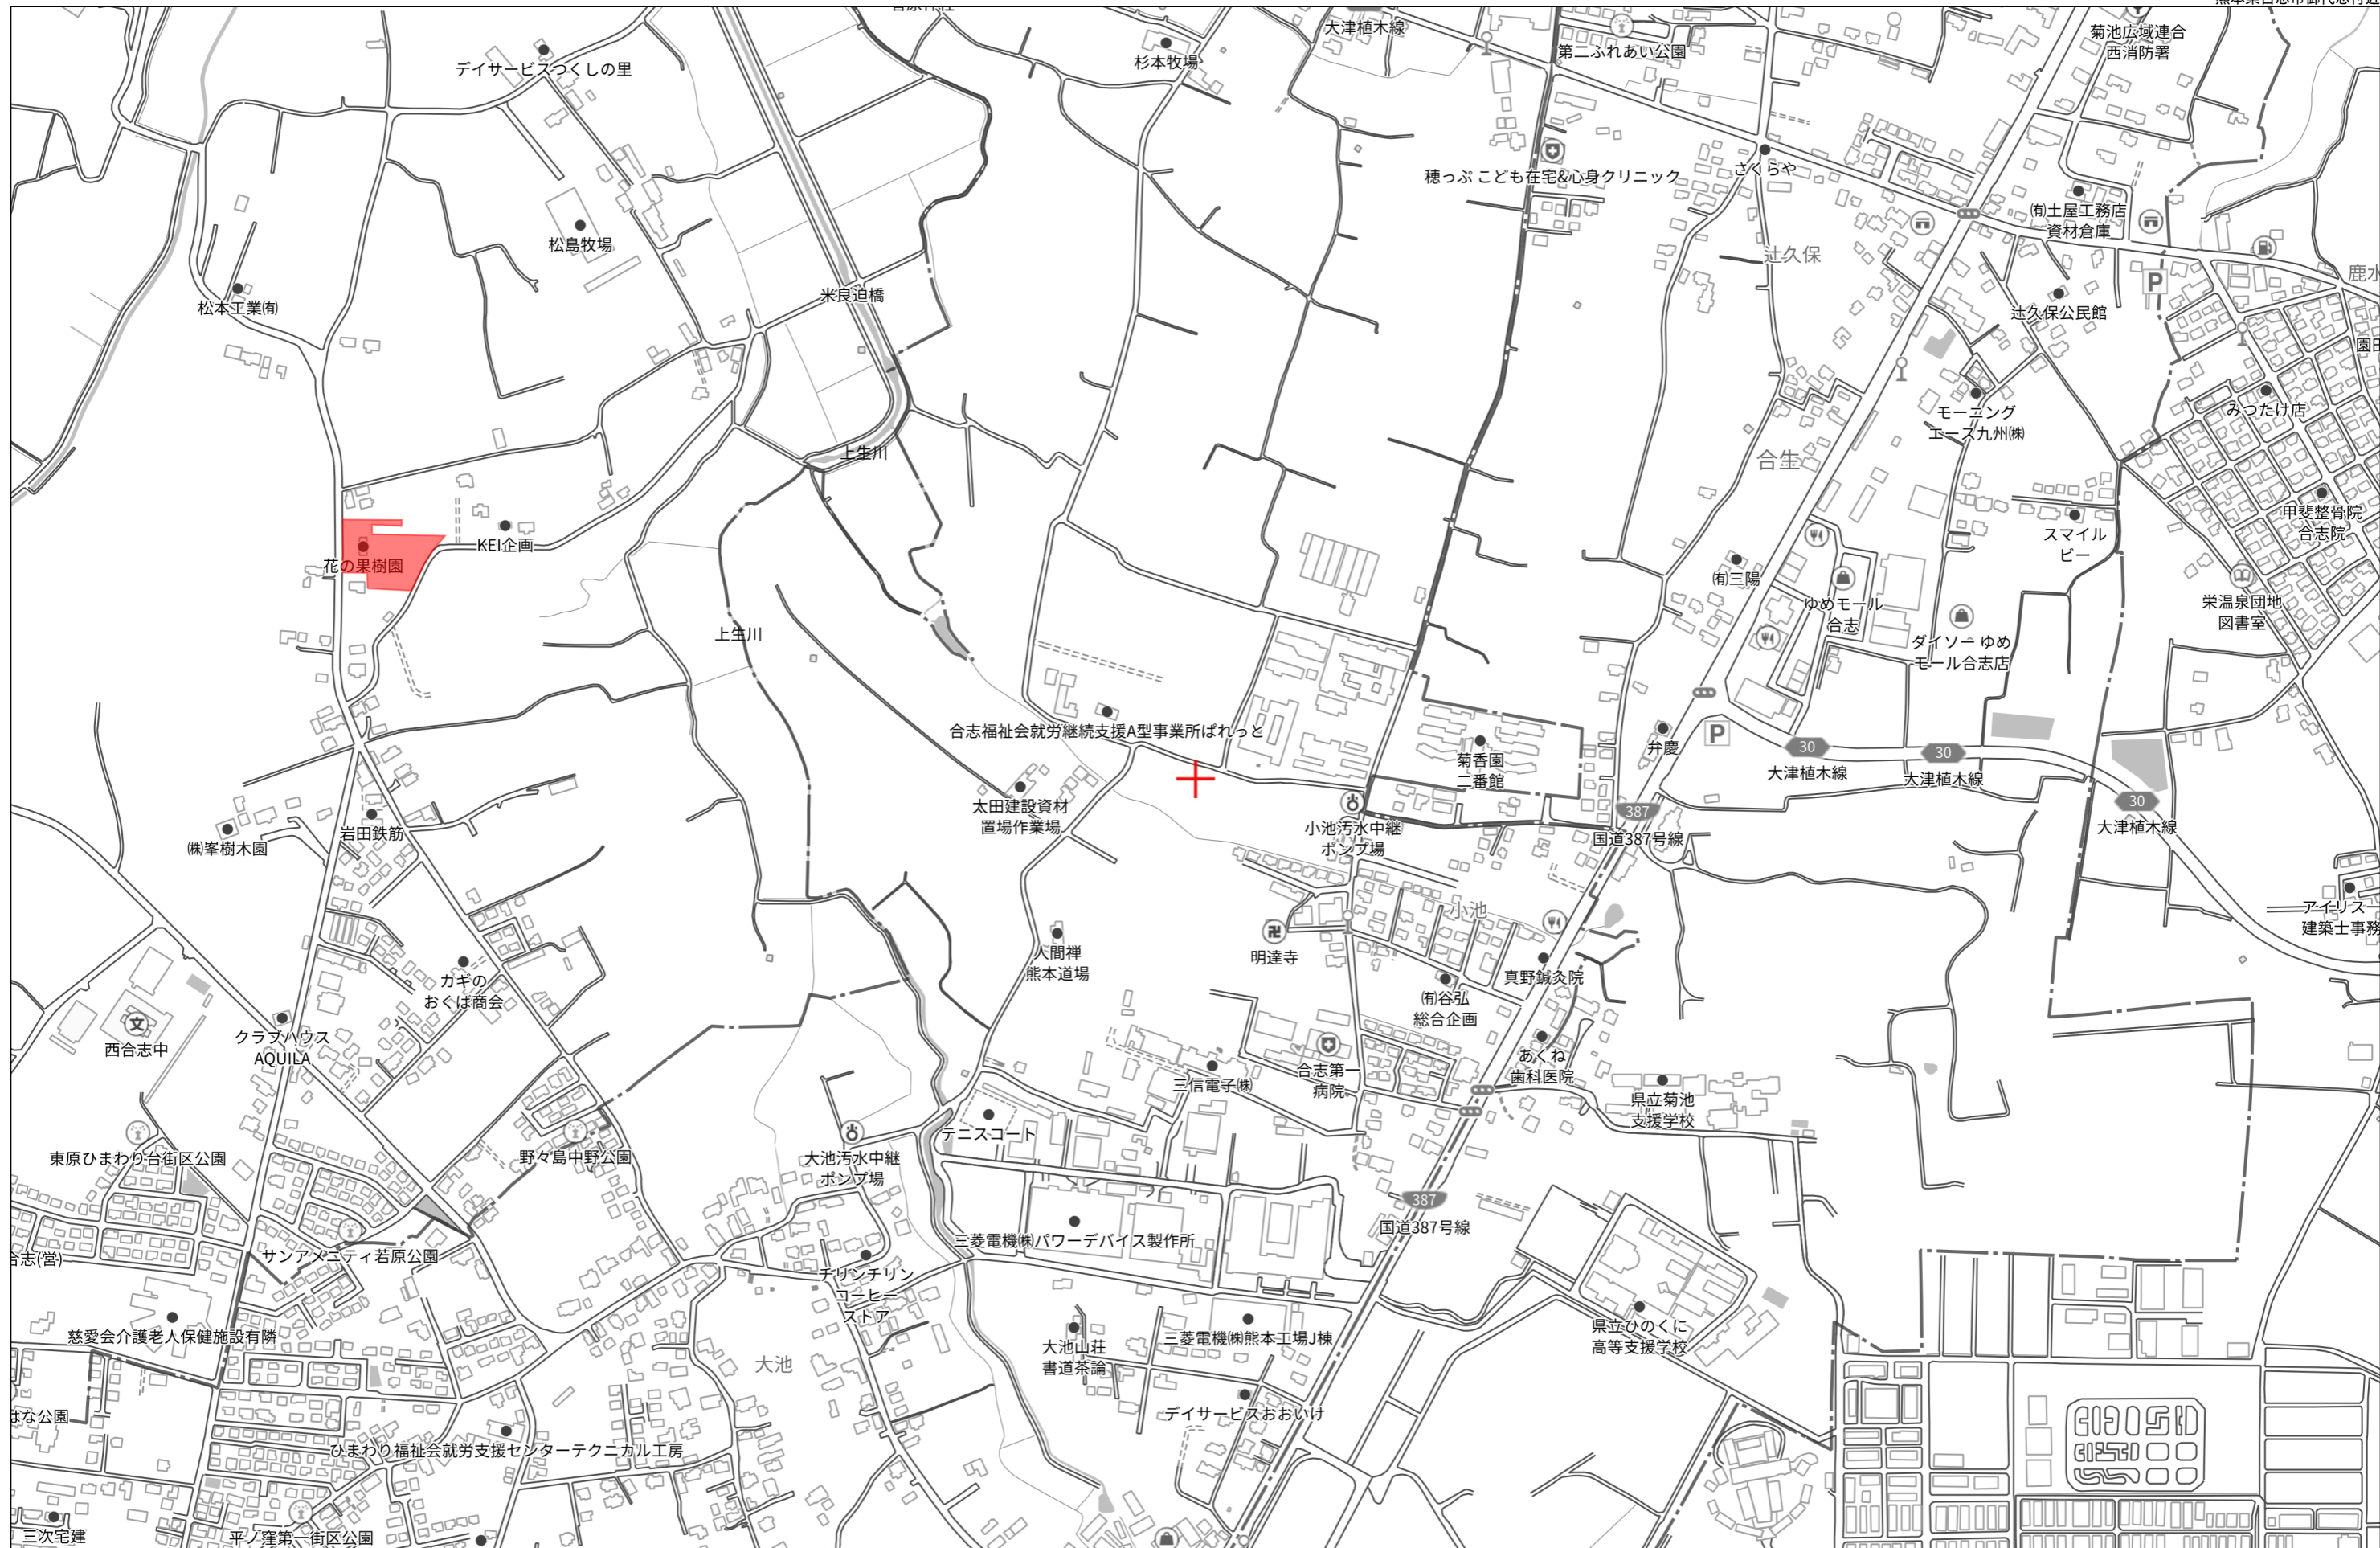 大津植木線
菊池広域連合
西消防署
第二ふれあい公園
杉本牧場
デイサービスつくしの里
穂っぷ こども在宅&心身クリニック
さくらや
㈲土屋工務店
資材倉庫
松島牧場
辻久保
米良迫橋
松本工業㈲
辻久保公民館
みつたけ店
モーニング
エース九州㈱
上生川
合生
甲斐整骨院
合志院
スマイル
ビー
KEI企画
花の果樹園
㈲三陽
ゆめモール
合志
栄温泉団地
図書室
ダイソー ゆめ
モール合志店
上生川
合志福祉会就労継続支援A型事業所ぱれっと
弁慶
菊香園
二番館
30
大津植木線
30
大津植木線
30
大津植木線
太田建設資材
置場作業場
387
国道387号線
小池汚水中継
ポンプ場
岩田鉄筋
㈱峯樹木園
小池
アイリスー
建築士事務
人間禅
熊本道場
明達寺
真野鍼灸院
カギの
おくば商会
㈲谷弘
総合企画
西合志中
クラブハウス
AQUILA
あくね
歯科医院
三信電子㈱
合志第一
病院
県立菊池
支援学校
テニスコート
東原ひまわり台街区公園
野々島中野公園
大池汚水中継
ポンプ場
387
国道387号線
三菱電機㈱パワーデバイス製作所
サンアメニティ若原公園
合志(営)
チリンチリン
コーヒー
ストア
慈愛会介護老人保健施設有隣
大池山荘
書道茶論
三菱電機㈱熊本工場J棟
県立ひのくに
高等支援学校
大池
デイサービスおおいけ
はな公園
ひまわり福祉会就労支援センターテクニカル工房
三次宅建
平ノ窪第一街区公園